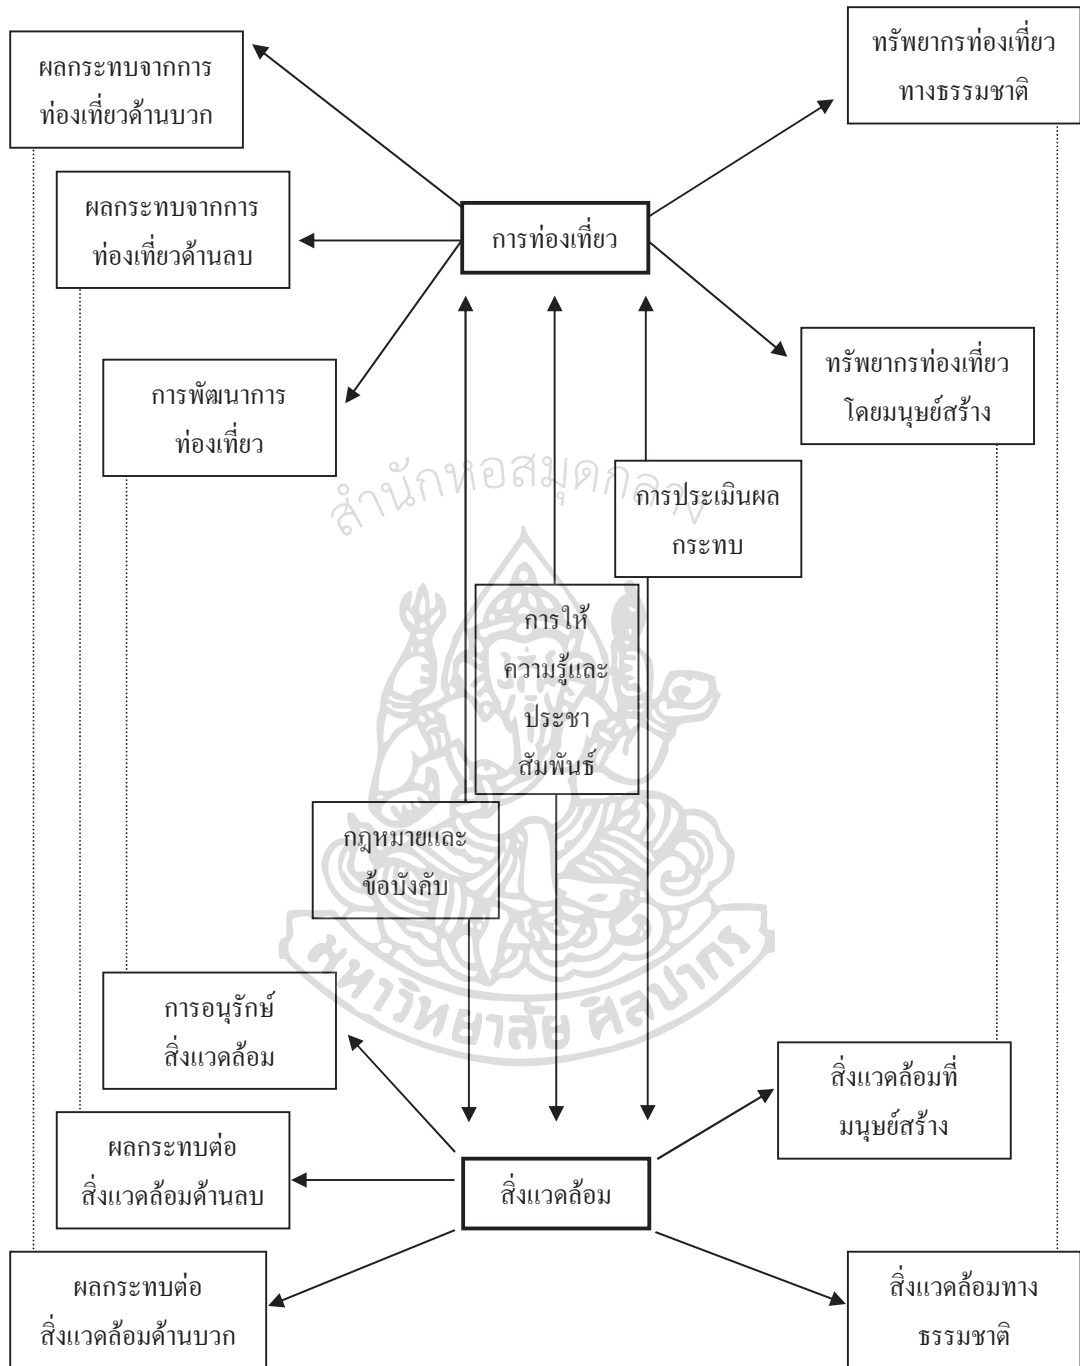 ผลกระทบจากการ
ท่องเที่ยวด้านบวก
ทรัพยากรท่องเที่ยว
ทางธรรมชาติ
ผลกระทบจากการ
ท่องเที่ยวด้านลบ
การท่องเที่ยว
การพัฒนาการ
ท่องเที่ยว
ทรัพยากรท่องเที่ยว
โดยมนุษย์สร้าง
สำนักหอสมุดกลาง
การประเมินผล
กระทบ
การให้
ความรู้และ
ประชา
สัมพันธ์
กฎหมายและ
ข้อบังคับ
มหาวิทยาลัย ศิลปากร
การอนุรักษ์
สิ่งแวดล้อม
สิ่งแวดล้อมที่
มนุษย์สร้าง
ผลกระทบต่อ
สิ่งแวดล้อมด้านลบ
สิ่งแวดล้อม
ผลกระทบต่อ
สิ่งแวดล้อมด้านบวก
สิ่งแวดล้อมทาง
ธรรมชาติ